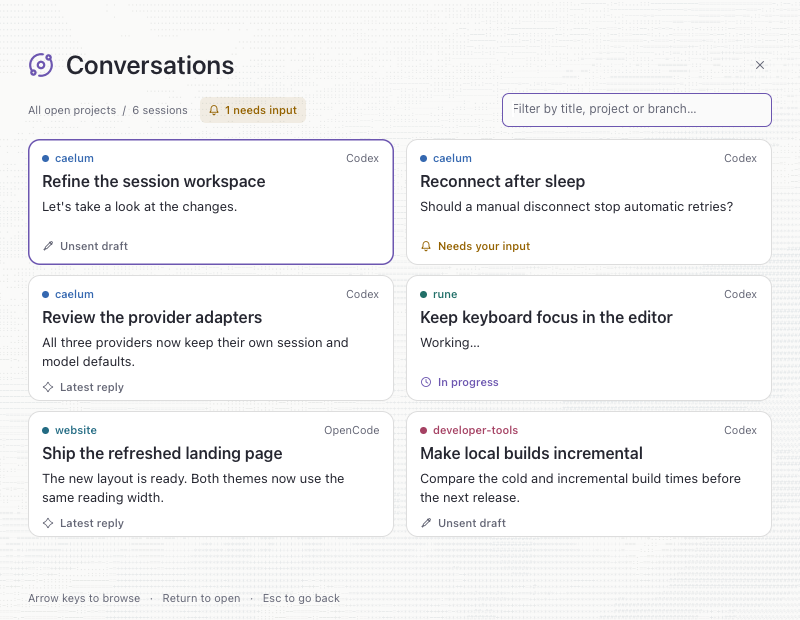 Conversations
All open projects / 6 sessions
1 needs input
Filter by title, project or branch...
caelum
Codex
Refine the session workspace
Let's take a look at the changes.
Unsent draft
caelum
Codex
Reconnect after sleep
Should a manual disconnect stop automatic retries?
Needs your input
caelum
Codex
Review the provider adapters
All three providers now keep their own session and
model defaults.
Latest reply
rune
Codex
Keep keyboard focus in the editor
Working...
In progress
website
OpenCode
Ship the refreshed landing page
The new layout is ready. Both themes now use the
same reading width.
Latest reply
developer-tools
Codex
Make local builds incremental
Compare the cold and incremental build times before
the next release.
Unsent draft
Arrow keys to browse · Return to open · Esc to go back